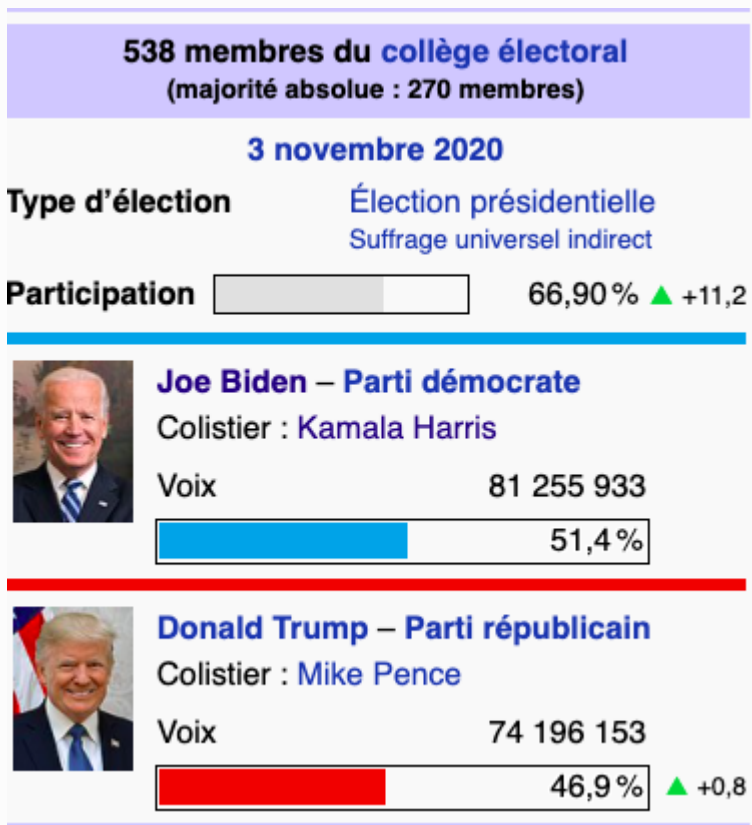 538 membres du collège électoral
(majorité absolue : 270 membres)
3 novembre 2020
Type d’élection Élection présidentielle
Suffrage universel indirect
Participation 66,90 % ▲ +11,2
Joe Biden – Parti démocrate
Colistier : Kamala Harris
Voix 81 255 933
51,4 %
Donald Trump – Parti républicain
Colistier : Mike Pence
Voix 74 196 153
46,9 % ▲ +0,8